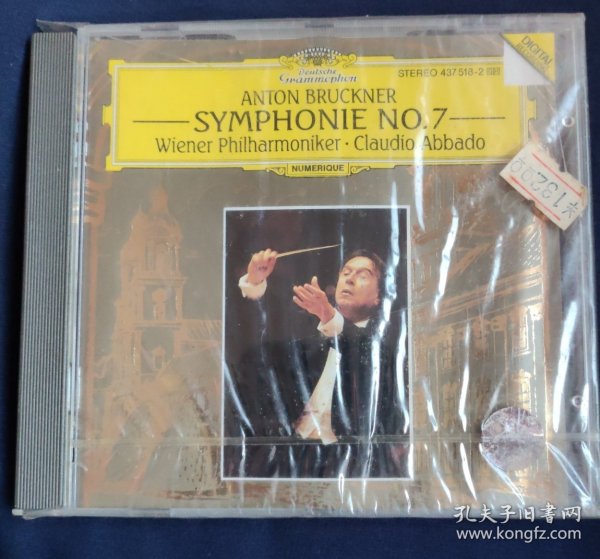 Deutsche
Grammophon
STEREO 437 518-2
DIGITAL
ANTON BRUCKNER
SYMPHONIE NO.7
Wiener Philharmoniker · Claudio Abbado
NUMERIQUE
孔夫子旧书网
www.kongfz.com